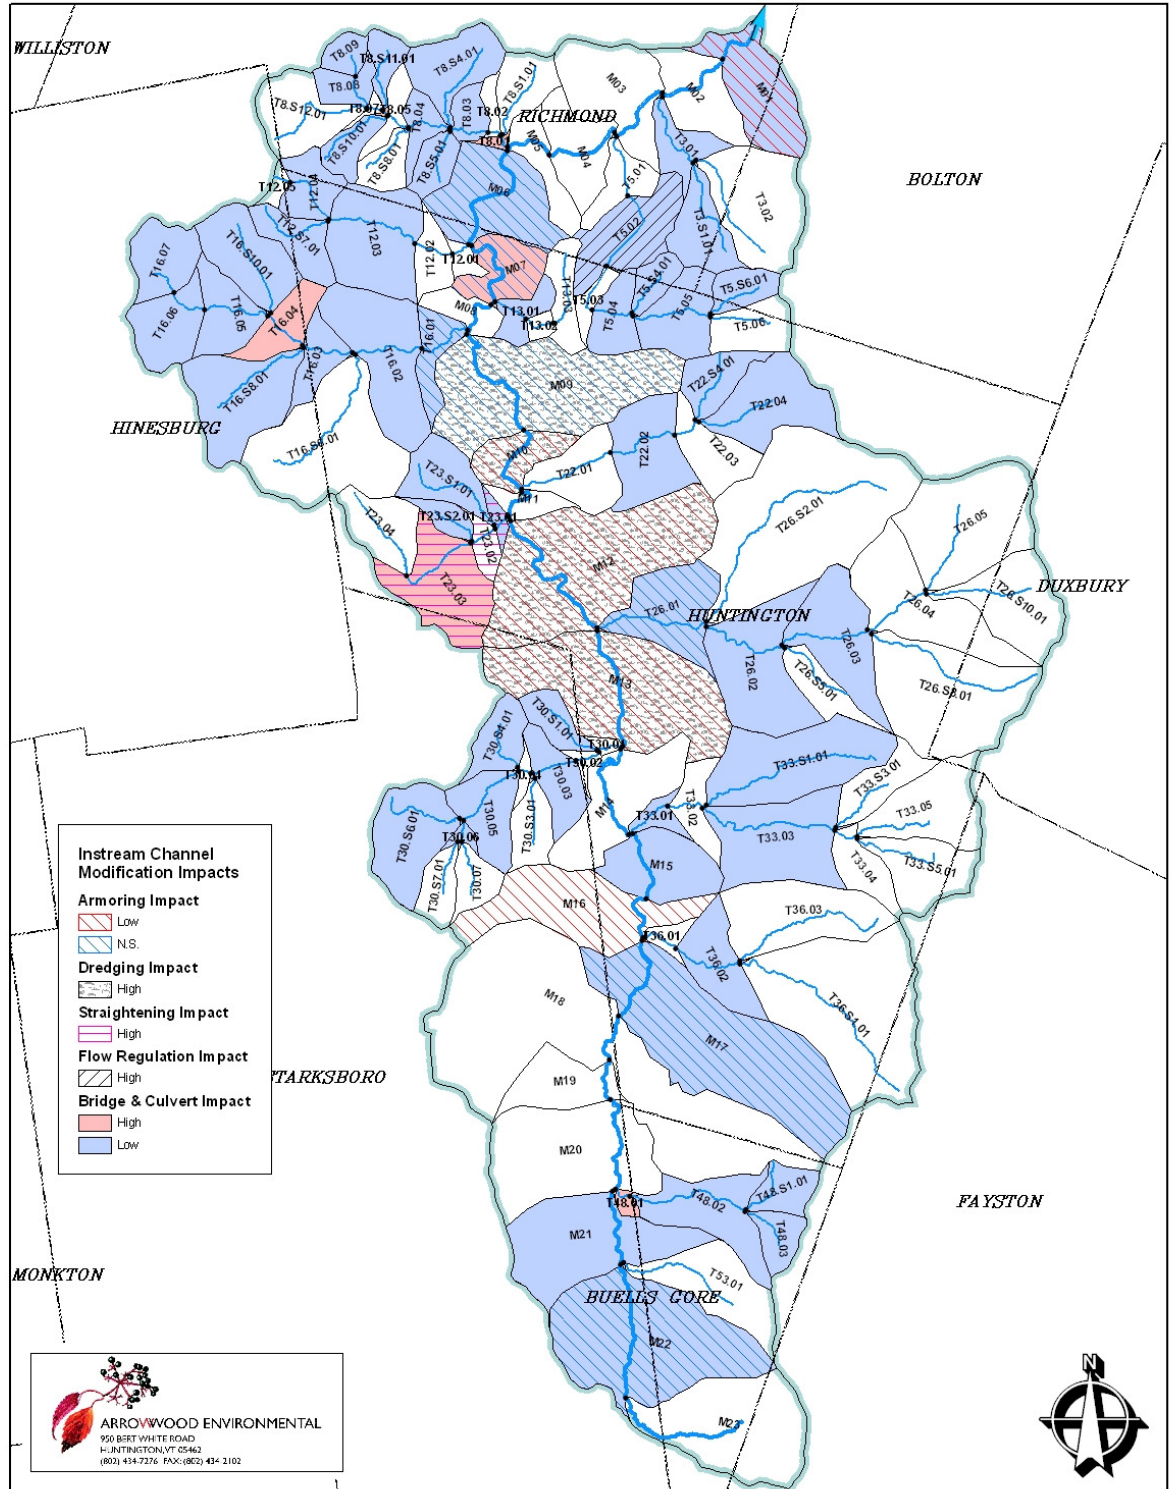 WILLISTON
T8.09
T8.S11.01
T8.S4.01
T8.08
T8.S1.01
M03
M02
M01
T8.S12.01
T8.07
T8.05
T8.04
T8.03
T8.02
RICHMOND
T8.S10.01
T8.S8.01
T8.S5.01
T8.01
M05
M04
T3.01
T5.01
T3.02
BOLTON
T12.05
T12.04
M06
T5.02
T3.S1.01
T12.S7.01
T12.03
T12.02
T12.01
M07
T16.07
T16.S10.01
T13.03
T5.S4.01
T5.S6.01
T16.06
T16.05
T16.04
M08
T13.01
T13.02
T5.03
T5.04
T5.05
T5.06
T16.03
T16.02
T16.01
T16.S8.01
M09
T22.S4.01
T22.04
HINESBURG
T16.S6.01
M10
T22.01
T22.02
T22.03
T23.S1.01
M11
T23.04
T23.S2.01
T23.01
T23.02
T26.S2.01
T26.05
T23.03
M12
T26.01
HUNTINGTON
DUXBURY
T26.04
T26.S10.01
T26.03
T26.02
T26.S5.01
T26.S8.01
M13
T30.S4.01
T30.S1.01
T30.01
T30.02
T30.04
T30.03
T33.S1.01
T33.S3.01
M14
T33.01
T33.02
T33.03
T33.05
T30.S6.01
T30.05
T30.06
T30.S3.01
T33.04
T33.S5.01
M15
T30.S7.01
T30.07
M16
T36.03
T36.01
T36.02
M18
T36.S1.01
M17
Instream Channel
Modification Impacts
Armoring Impact
Low
N.S.
Dredging Impact
High
Straightening Impact
High
Flow Regulation Impact
High
Bridge & Culvert Impact
High
Low
TARKSBORO
M19
M20
T48.01
T48.02
T48.S1.01
T48.03
FAYSTON
M21
T53.01
MONKTON
BUELLS GORE
M22
M23
N
ARROWWOOD ENVIRONMENTAL
950 BERT WHITE ROAD
HUNTINGTON, VT 05462
(802) 434-7276 FAX: (802) 434-2102